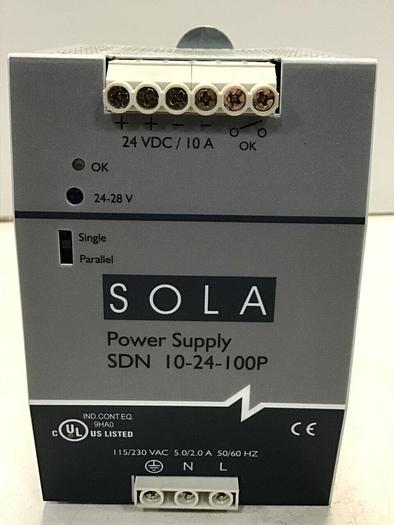 + + − −
24 VDC / 10 A
OK
OK
24-28 V
Single
Parallel
SOLA
Power Supply
SDN 10-24-100P
IND.CONT.EQ.
9HA0
C UL US LISTED
CE
115/230 VAC 5.0/2.0 A 50/60 HZ
N L